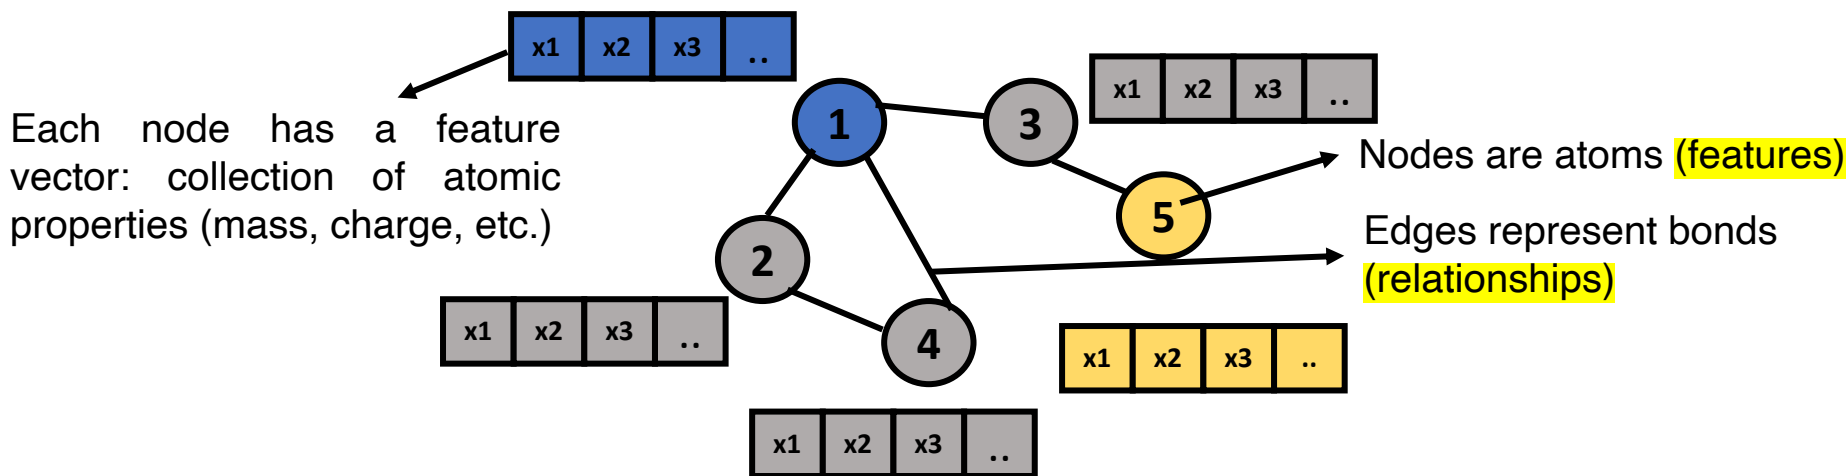 x1 x2 x3 ..
Each node has a feature
vector: collection of atomic
properties (mass, charge, etc.)
1
3
x1 x2 x3 ..
Nodes are atoms (features)
5
Edges represent bonds
(relationships)
2
x1 x2 x3 ..
4
x1 x2 x3 ..
x1 x2 x3 ..